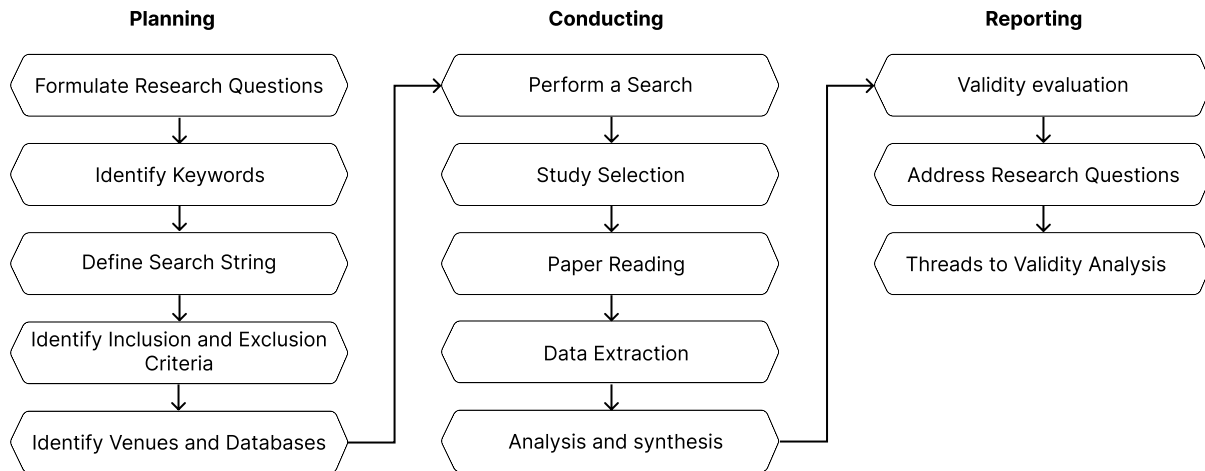 Planning
Formulate Research Questions
Identify Keywords
Define Search String
Identify Inclusion and Exclusion
Criteria
Identify Venues and Databases
Conducting
Perform a Search
Study Selection
Paper Reading
Data Extraction
Analysis and synthesis
Reporting
Validity evaluation
Address Research Questions
Threads to Validity Analysis